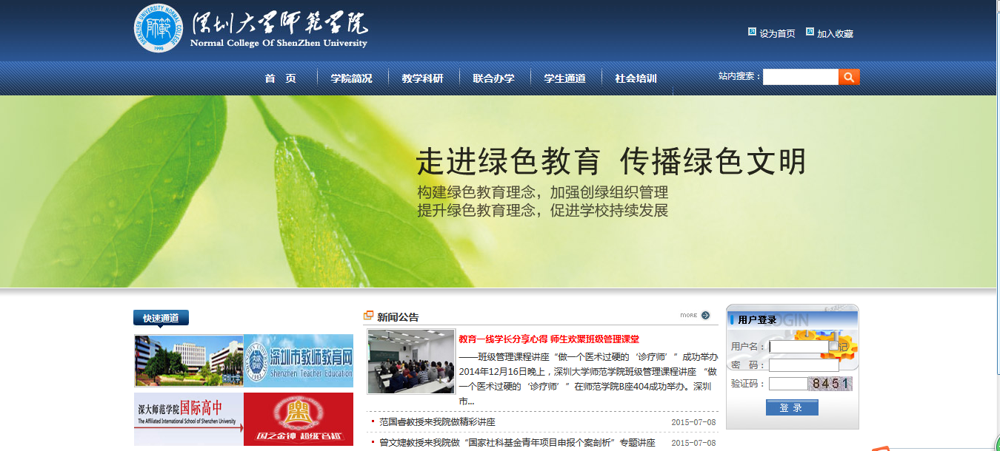 SHENZHEN UNIVERSITY NORMAL COLLEGE
師範
1995
深圳大学师範学院
Normal College Of ShenZhen University
设为首页
加入收藏
首 页
学院简况
教学科研
联合办学
学生通道
社会培训
站内搜索：
走进绿色教育 传播绿色文明
构建绿色教育理念，加强创绿组织管理
提升绿色教育理念，促进学校持续发展
快速通道
深圳大学
深圳市教师教育网
Shenzhen Teacher Education
深大师范学院国际高中
The Affiliated International School of Shenzhen University
国之金钟 超级音超
新闻公告
MORE
教育一线学长分享心得 师生欢聚班级管理课堂
——班级管理课程讲座“做一个医术过硬的‘诊疗师’”成功举办
2014年12月16日晚上，深圳大学师范学院班级管理课程讲座 “做
一个医术过硬的‘诊疗师’”在师范学院B座404成功举办。深圳
市...
范国睿教授来我院做精彩讲座 2015-07-08
曾文婕教授来我院做“国家社科基金青年项目申报个案剖析”专题讲座 2015-07-08
LOGIN
用户登录
用户名：
记
密 码：
验证码：
8451
登 录